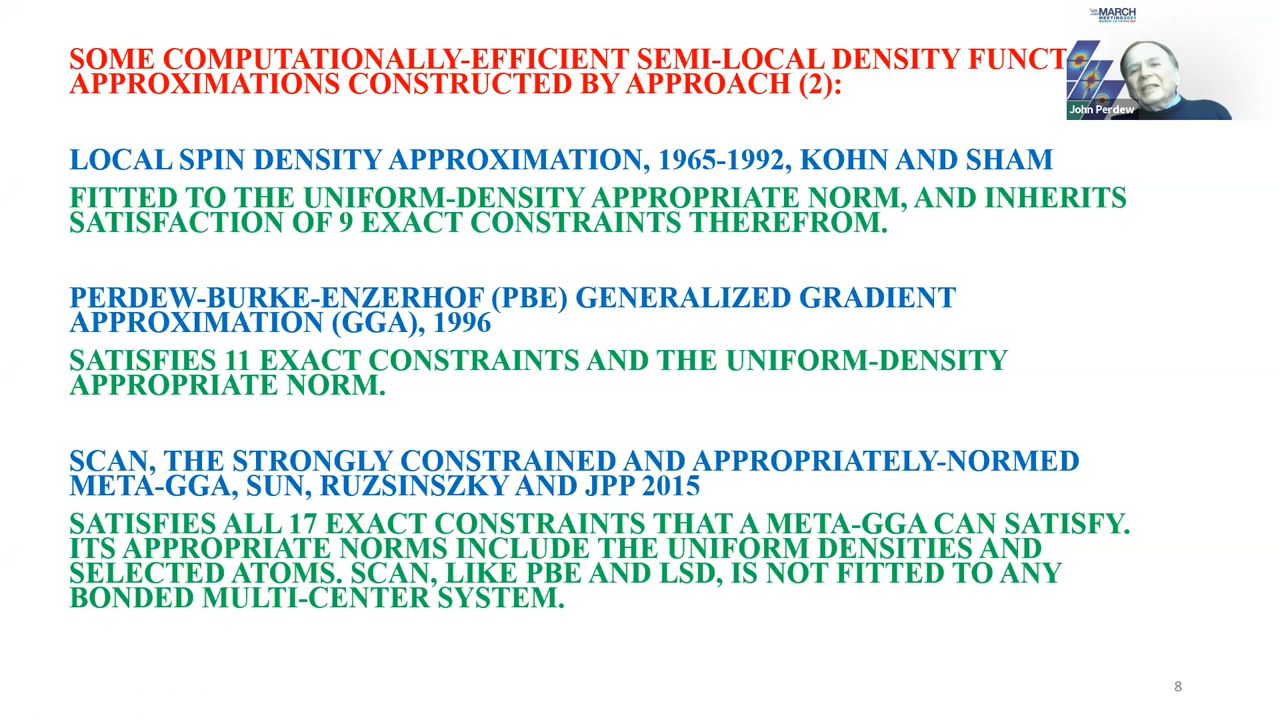 MARCH
MEETING 2021
SOME COMPUTATIONALLY-EFFICIENT SEMI-LOCAL DENSITY FUNCT
APPROXIMATIONS CONSTRUCTED BY APPROACH (2):
John Perdew
LOCAL SPIN DENSITY APPROXIMATION, 1965-1992, KOHN AND SHAM
FITTED TO THE UNIFORM-DENSITY APPROPRIATE NORM, AND INHERITS
SATISFACTION OF 9 EXACT CONSTRAINTS THEREFROM.
PERDEW-BURKE-ENZERHOF (PBE) GENERALIZED GRADIENT
APPROXIMATION (GGA), 1996
SATISFIES 11 EXACT CONSTRAINTS AND THE UNIFORM-DENSITY
APPROPRIATE NORM.
SCAN, THE STRONGLY CONSTRAINED AND APPROPRIATELY-NORMED
META-GGA, SUN, RUZSINSZKY AND JPP 2015
SATISFIES ALL 17 EXACT CONSTRAINTS THAT A META-GGA CAN SATISFY.
ITS APPROPRIATE NORMS INCLUDE THE UNIFORM DENSITIES AND
SELECTED ATOMS. SCAN, LIKE PBE AND LSD, IS NOT FITTED TO ANY
BONDED MULTI-CENTER SYSTEM.
8